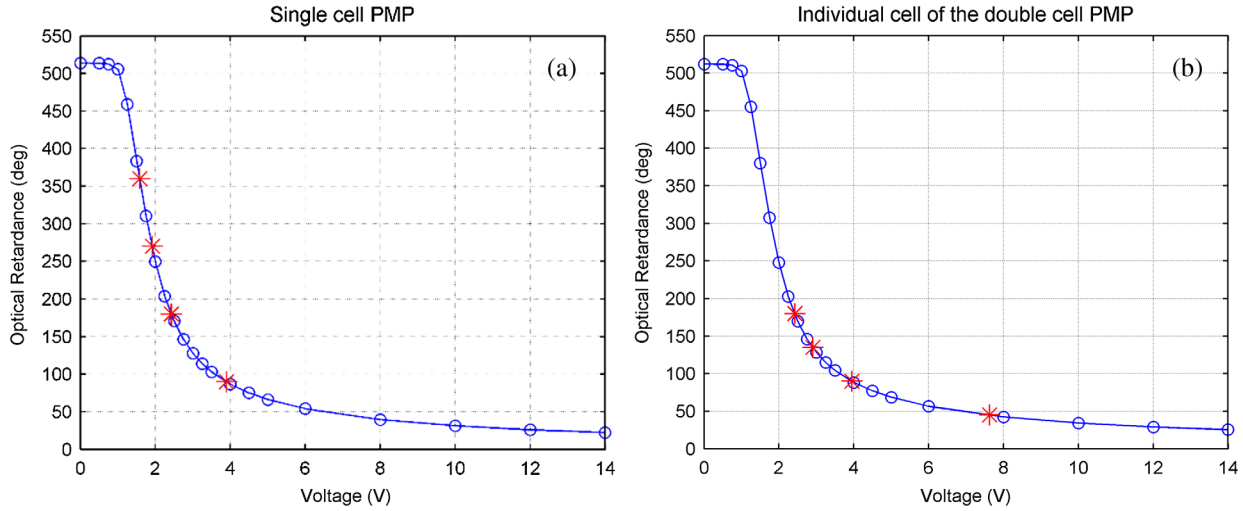 Single cell PMP
(a)
550
500
450
400
350
300
250
200
150
100
50
0
Optical Retardance (deg)
0 2 4 6 8 10 12 14
Voltage (V)
Individual cell of the double cell PMP
(b)
550
500
450
400
350
300
250
200
150
100
50
0
Optical Retardance (deg)
0 2 4 6 8 10 12 14
Voltage (V)